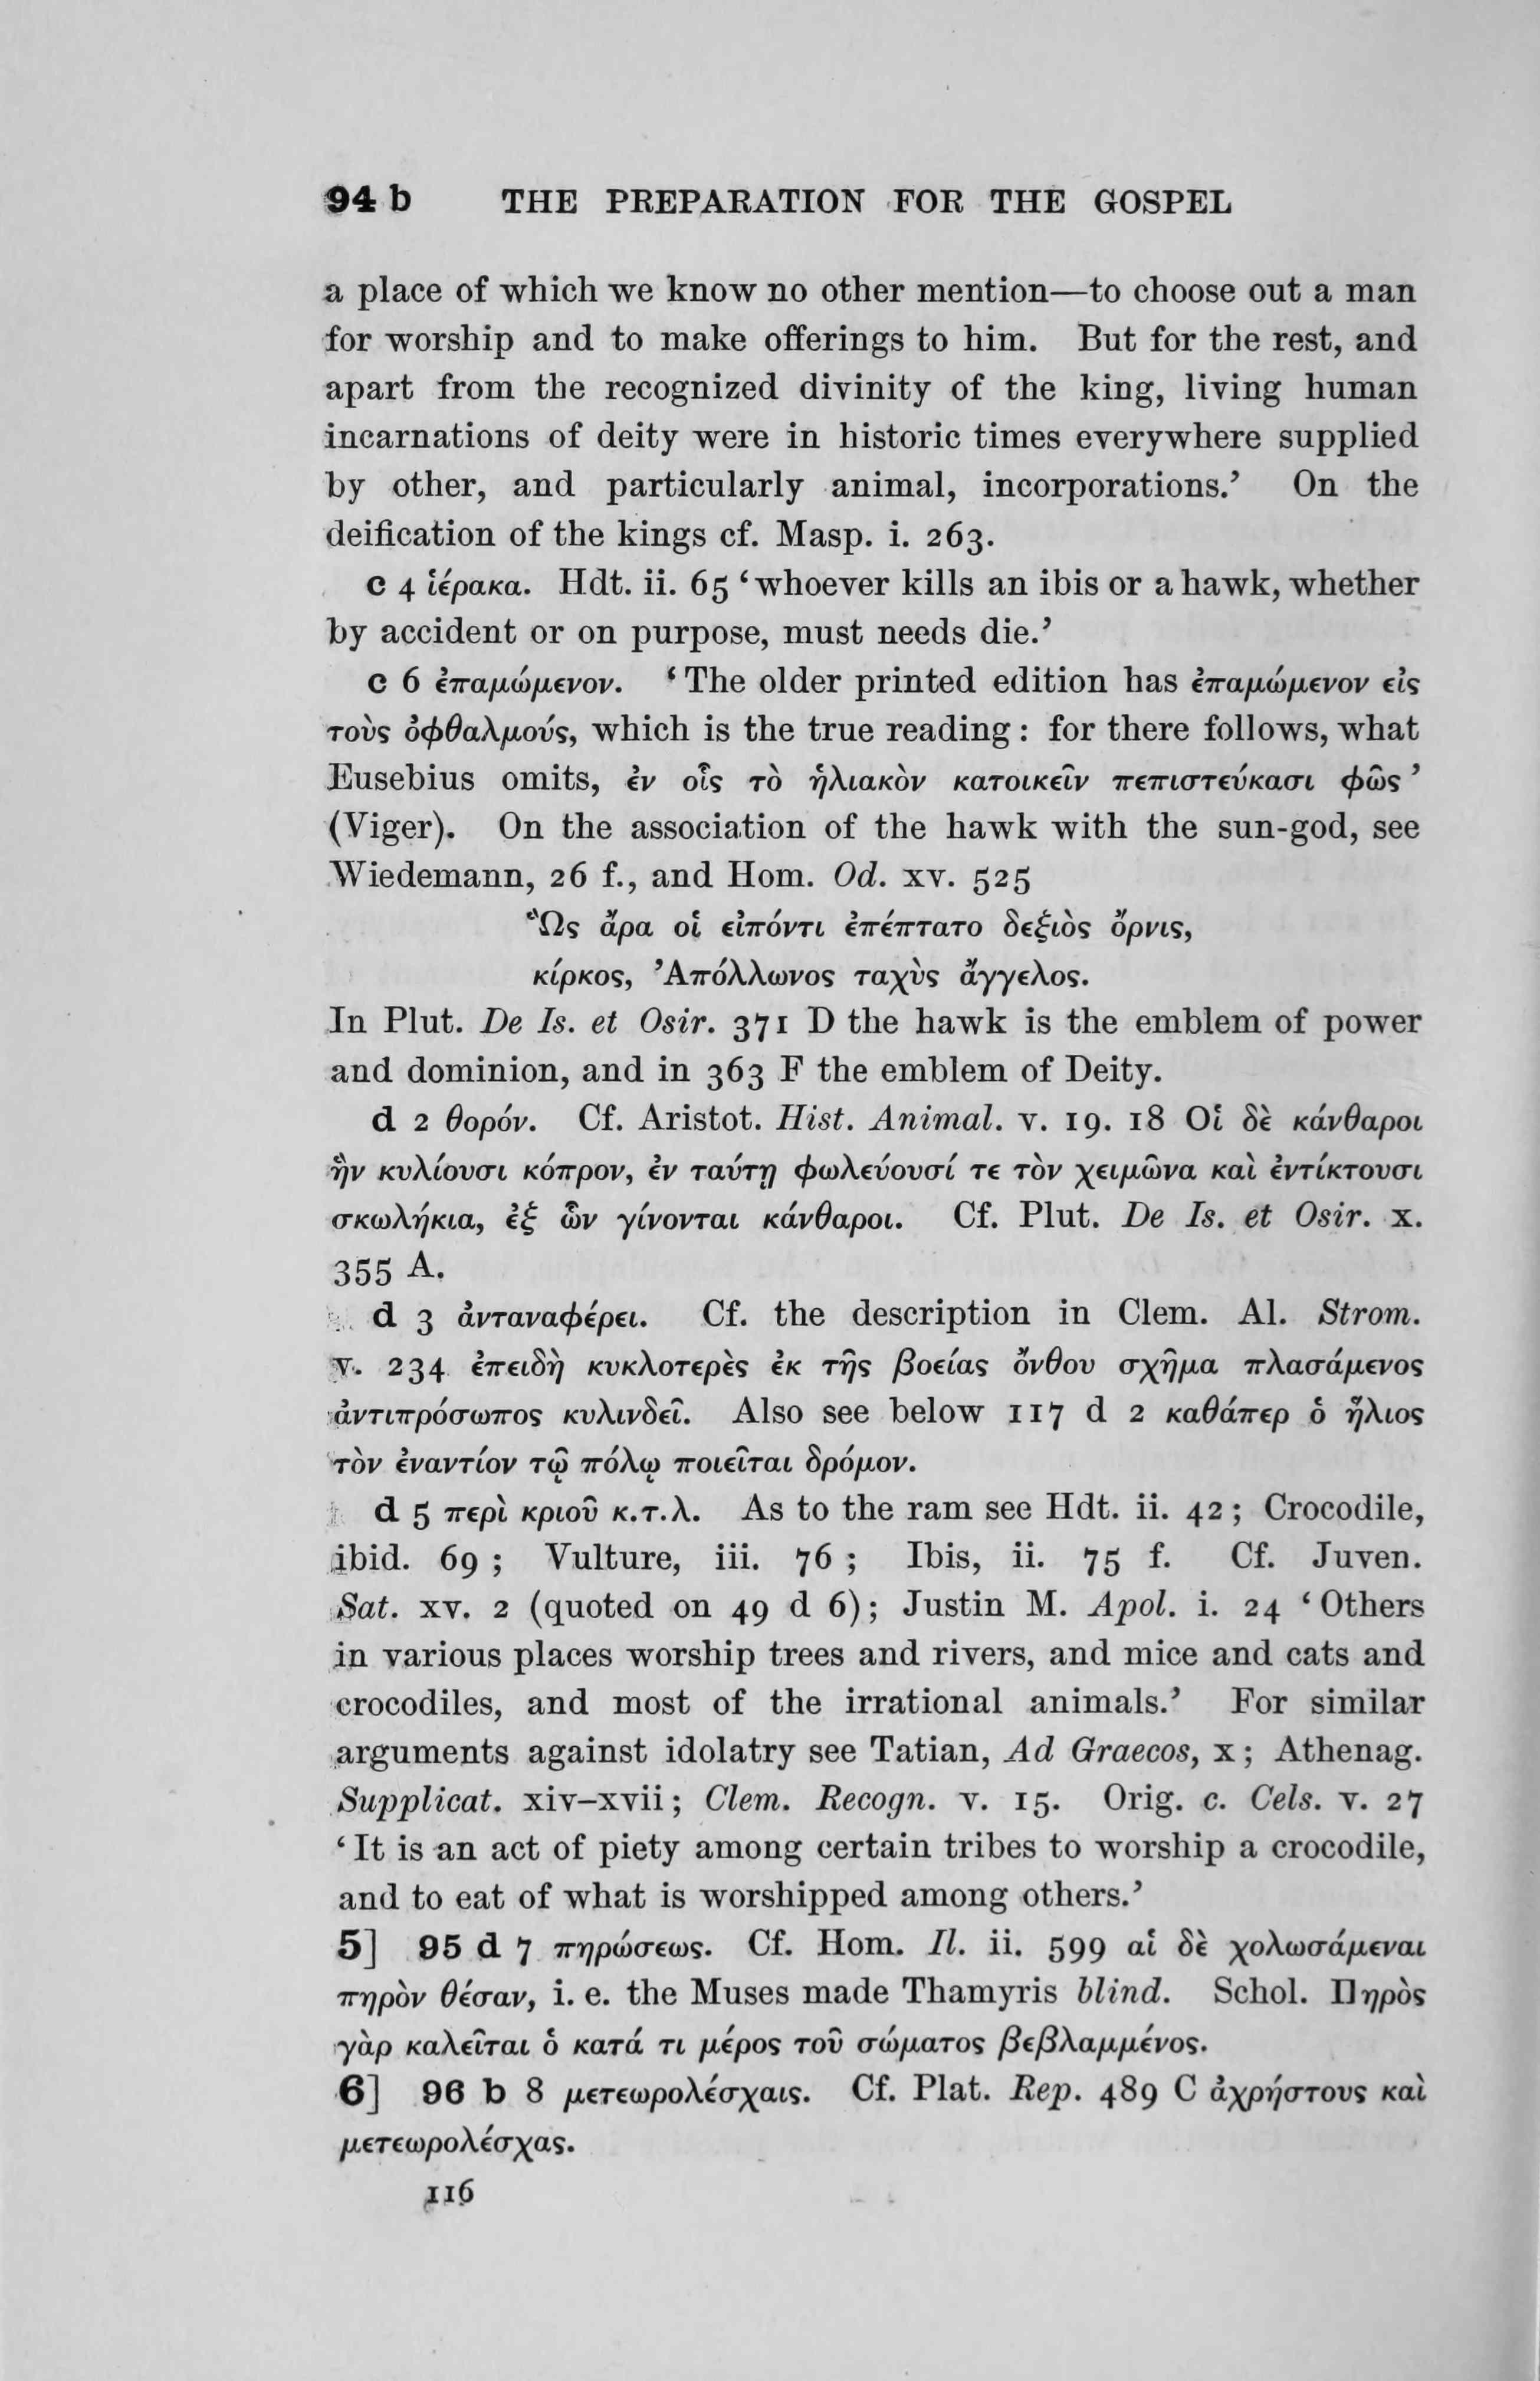 94 b THE PREPARATION FOR THE GOSPEL
a place of which we know no other mention—to choose out a man
for worship and to make offerings to him. But for the rest, and
apart from the recognized divinity of the king, living human
incarnations of deity were in historic times everywhere supplied
by other, and particularly animal, incorporations.’ On the
deification of the kings cf. Masp. i. 263.
c 4 ἱέρακα. Hdt. ii. 65 ‘whoever kills an ibis or a hawk, whether
by accident or on purpose, must needs die.’
c 6 ἐπαμώμενον. ‘The older printed edition has ἐπαμώμενον εἰς
τοὺς ὀφθαλμούς, which is the true reading: for there follows, what
Eusebius omits, ἐν οἷς τὸ ἡλιακὸν κατοικεῖν πεπιστεύκασι φῶς’
(Viger). On the association of the hawk with the sun-god, see
Wiedemann, 26 f., and Hom. Od. xv. 525
Ὣς ἄρα οἱ εἰπόντι ἐπέπτατο δεξιὸς ὄρνις,
κίρκος, Ἀπόλλωνος ταχὺς ἄγγελος.
In Plut. De Is. et Osir. 371 D the hawk is the emblem of power
and dominion, and in 363 F the emblem of Deity.
d 2 θορόν. Cf. Aristot. Hist. Animal. v. 19. 18 Οἱ δὲ κάνθαροι
ἣν κυλίουσι κόπρον, ἐν ταύτῃ φωλεύουσί τε τὸν χειμῶνα καὶ ἐντίκτουσι
σκωλήκια, ἐξ ὧν γίνονται κάνθαροι. Cf. Plut. De Is. et Osir. x.
355 A.
d 3 ἀνταναφέρει. Cf. the description in Clem. Al. Strom.
v. 234 ἐπειδὴ κυκλοτερὲς ἐκ τῆς βοείας ὄνθου σχῆμα πλασάμενος
ἀντιπρόσωπος κυλινδεῖ. Also see below 117 d 2 καθάπερ ὁ ἥλιος
τὸν ἐναντίον τῷ πόλῳ ποιεῖται δρόμον.
d 5 περὶ κριοῦ κ.τ.λ. As to the ram see Hdt. ii. 42; Crocodile,
ibid. 69; Vulture, iii. 76; Ibis, ii. 75 f. Cf. Juven.
Sat. xv. 2 (quoted on 49 d 6); Justin M. Apol. i. 24 ‘Others
in various places worship trees and rivers, and mice and cats and
crocodiles, and most of the irrational animals.’ For similar
arguments against idolatry see Tatian, Ad Graecos, x; Athenag.
Supplicat. xiv–xvii; Clem. Recogn. v. 15. Orig. c. Cels. v. 27
‘It is an act of piety among certain tribes to worship a crocodile,
and to eat of what is worshipped among others.’
5] 95 d 7 πηρώσεως. Cf. Hom. Il. ii. 599 αἱ δὲ χολωσάμεναι
πηρὸν θέσαν, i. e. the Muses made Thamyris blind. Schol. Πηρὸς
γὰρ καλεῖται ὁ κατά τι μέρος τοῦ σώματος βεβλαμμένος.
6] 96 b 8 μετεωρολέσχαις. Cf. Plat. Rep. 489 C ἀχρήστους καὶ
μετεωρολέσχας.
116